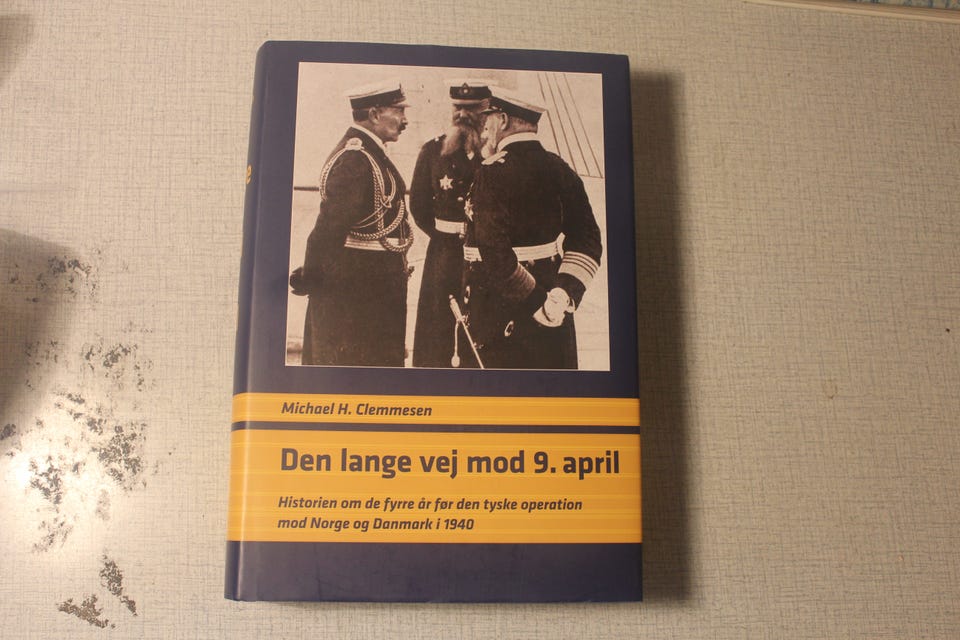 Michael H. Clemmesen
Den lange vej mod 9. april
Historien om de fyrre år før den tyske operation
mod Norge og Danmark i 1940